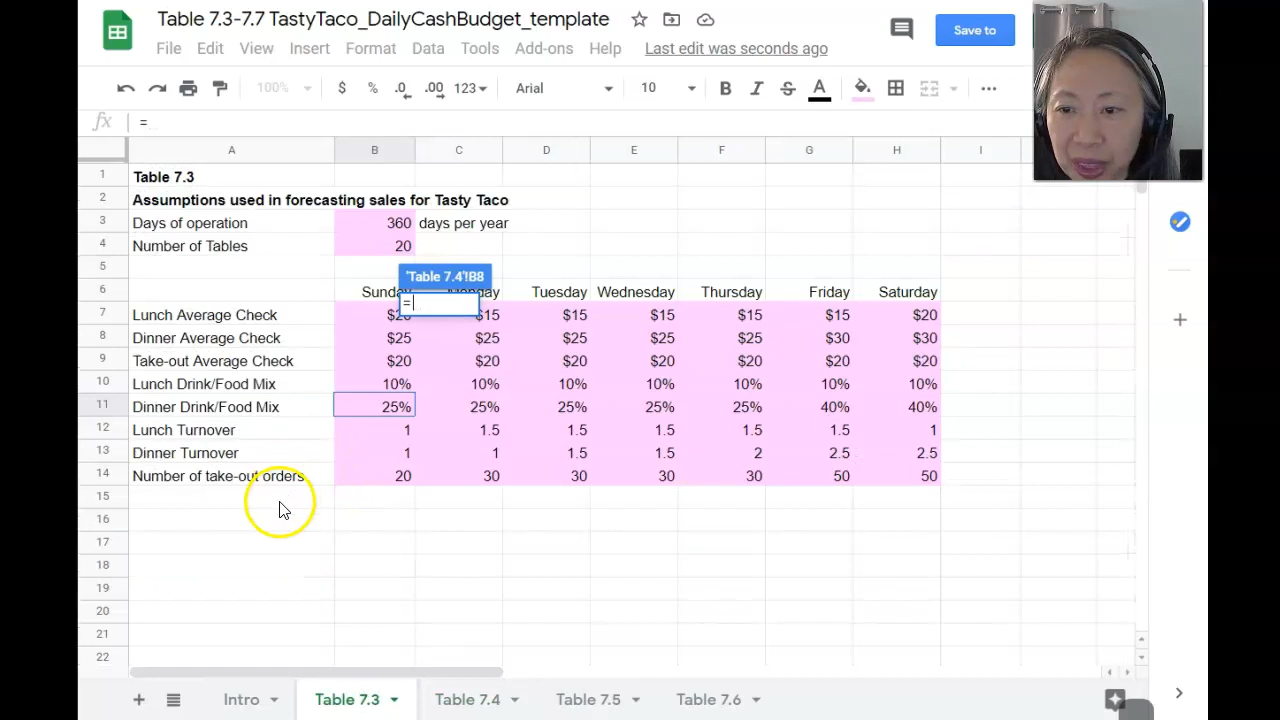 Table 7.3-7.7 TastyTaco_DailyCashBudget_template
File Edit View Insert Format Data Tools Add-ons Help Last edit was seconds ago
Save to
100% $ % .0 .00 123 Arial 10 B I S A
fx =
A B C D E F G H I
1 Table 7.3
2 Assumptions used in forecasting sales for Tasty Taco
3 Days of operation 360 days per year
4 Number of Tables 20
5 'Table 7.4'!B8
6 Tuesday Wednesday Thursday Friday Saturday
=
7 Lunch Average Check $15 $15 $15 $15 $15 $20
8 Dinner Average Check $25 $25 $25 $25 $25 $30 $30
9 Take-out Average Check $20 $20 $20 $20 $20 $20 $20
10 Lunch Drink/Food Mix 10% 10% 10% 10% 10% 10% 10%
11 Dinner Drink/Food Mix 25% 25% 25% 25% 25% 40% 40%
12 Lunch Turnover 1 1.5 1.5 1.5 1.5 1.5 1
13 Dinner Turnover 1 1 1.5 1.5 2 2.5 2.5
14 Number of take-out orders 20 30 30 30 30 50 50
15
16
17
18
19
20
21
22
Intro Table 7.3 Table 7.4 Table 7.5 Table 7.6